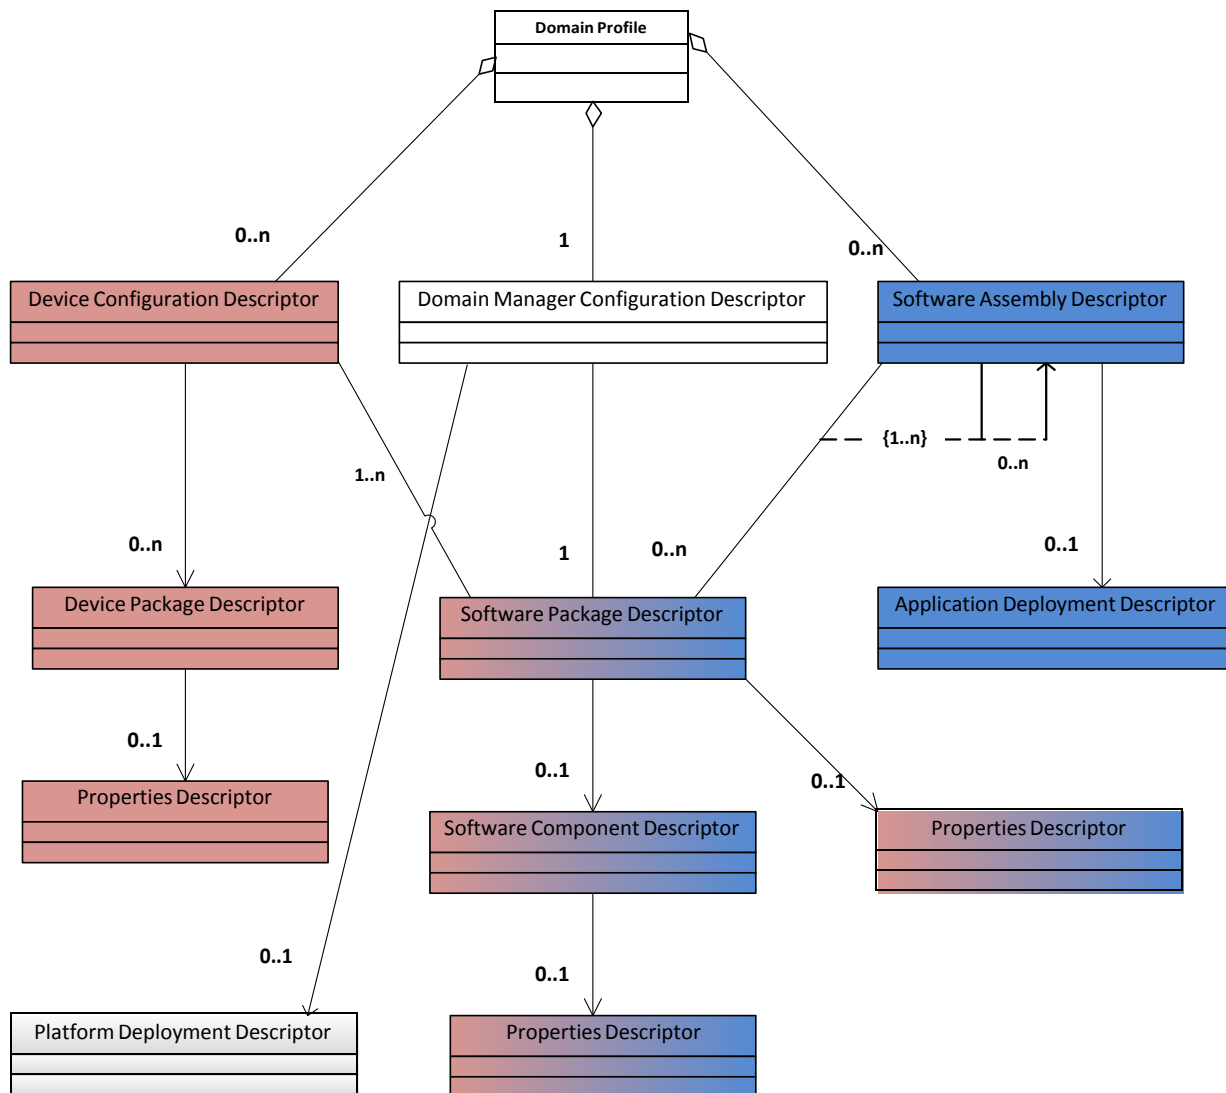 Domain Profile
0..n
1
0..n
Device Configuration Descriptor
Domain Manager Configuration Descriptor
Software Assembly Descriptor
{1..n}
0..n
1..n
0..n
1
0..n
0..1
Device Package Descriptor
Software Package Descriptor
Application Deployment Descriptor
0..1
0..1
0..1
Properties Descriptor
Software Component Descriptor
Properties Descriptor
0..1
0..1
Platform Deployment Descriptor
Properties Descriptor